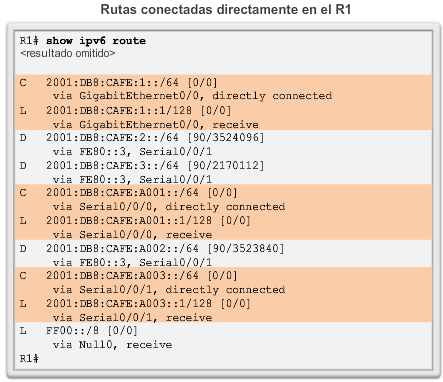 Rutas conectadas directamente en el R1
R1# show ipv6 route
<resultado omitido>
C 2001:DB8:CAFE:1::/64 [0/0]
via GigabitEthernet0/0, directly connected
L 2001:DB8:CAFE:1::1/128 [0/0]
via GigabitEthernet0/0, receive
D 2001:DB8:CAFE:2::/64 [90/3524096]
via FE80::3, Serial0/0/1
D 2001:DB8:CAFE:3::/64 [90/2170112]
via FE80::3, Serial0/0/1
C 2001:DB8:CAFE:A001::/64 [0/0]
via Serial0/0/0, directly connected
L 2001:DB8:CAFE:A001::1/128 [0/0]
via Serial0/0/0, receive
D 2001:DB8:CAFE:A002::/64 [90/3523840]
via FE80::3, Serial0/0/1
C 2001:DB8:CAFE:A003::/64 [0/0]
via Serial0/0/1, directly connected
L 2001:DB8:CAFE:A003::1/128 [0/0]
via Serial0/0/1, receive
L FF00::/8 [0/0]
via Null0, receive
R1#